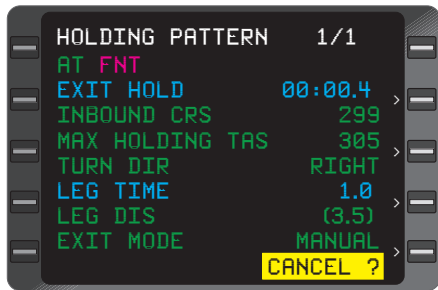 HOLDING PATTERN 1/1
AT FNT
EXIT HOLD 00:00.4 >
INBOUND CRS 299
MAX HOLDING TAS 305 >
TURN DIR RIGHT
LEG TIME 1.0 >
LEG DIS (3.5)
EXIT MODE MANUAL >
CANCEL ?